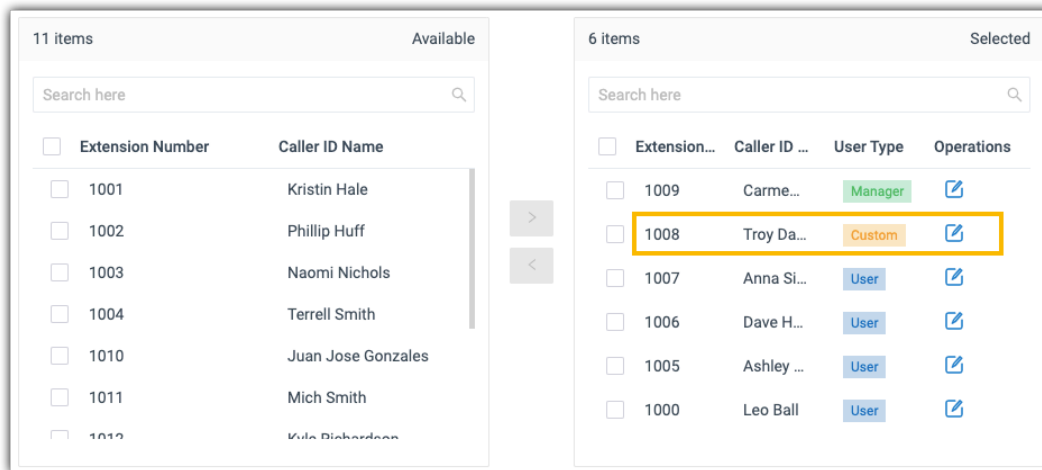 11 items Available
Search here
Extension Number Caller ID Name
1001 Kristin Hale
1002 Phillip Huff
1003 Naomi Nichols
1004 Terrell Smith
1010 Juan Jose Gonzales
1011 Mich Smith
1012 Kyle Richardson
>
<
6 items Selected
Search here
Extension... Caller ID ... User Type Operations
1009 Carme... Manager
1008 Troy Da... Custom
1007 Anna Si... User
1006 Dave H... User
1005 Ashley ... User
1000 Leo Ball User